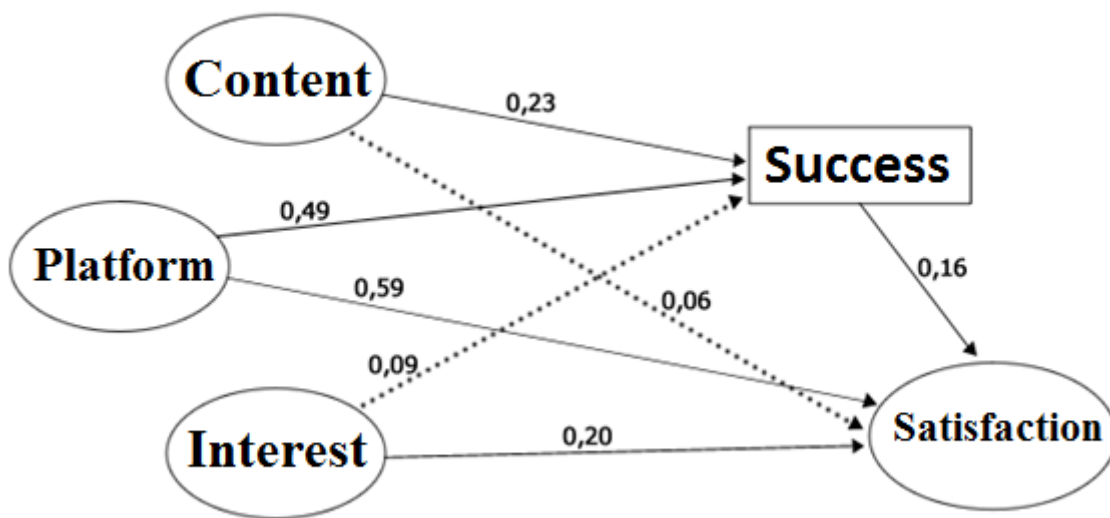 Content
0,23
Success
0,49
Platform
0,59
0,06
0,16
0,09
Interest
0,20
Satisfaction